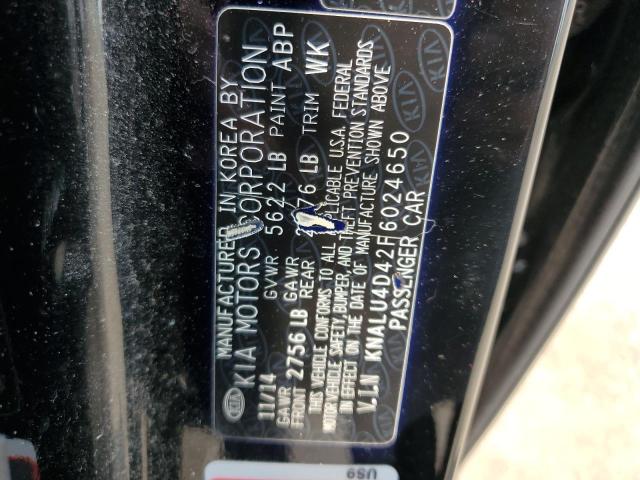 MANUFACTURED IN KOREA BY
KIA MOTORS CORPORATION
11/14 GVWR 5622 LB PAINT ABP
GAWR FRONT 2756 LB GAWR REAR LB TRIM WK
THIS VEHICLE CONFORMS TO ALL U.S.A. FEDERAL
MOTOR VEHICLE SAFETY, BUMPER, AND PREVENTION STANDARDS
IN EFFECT ON THE DATE OF MANUFACTURE SHOWN ABOVE
V.I.N KNALU4D42F6024650
PASSENGER CAR
KIA
US9